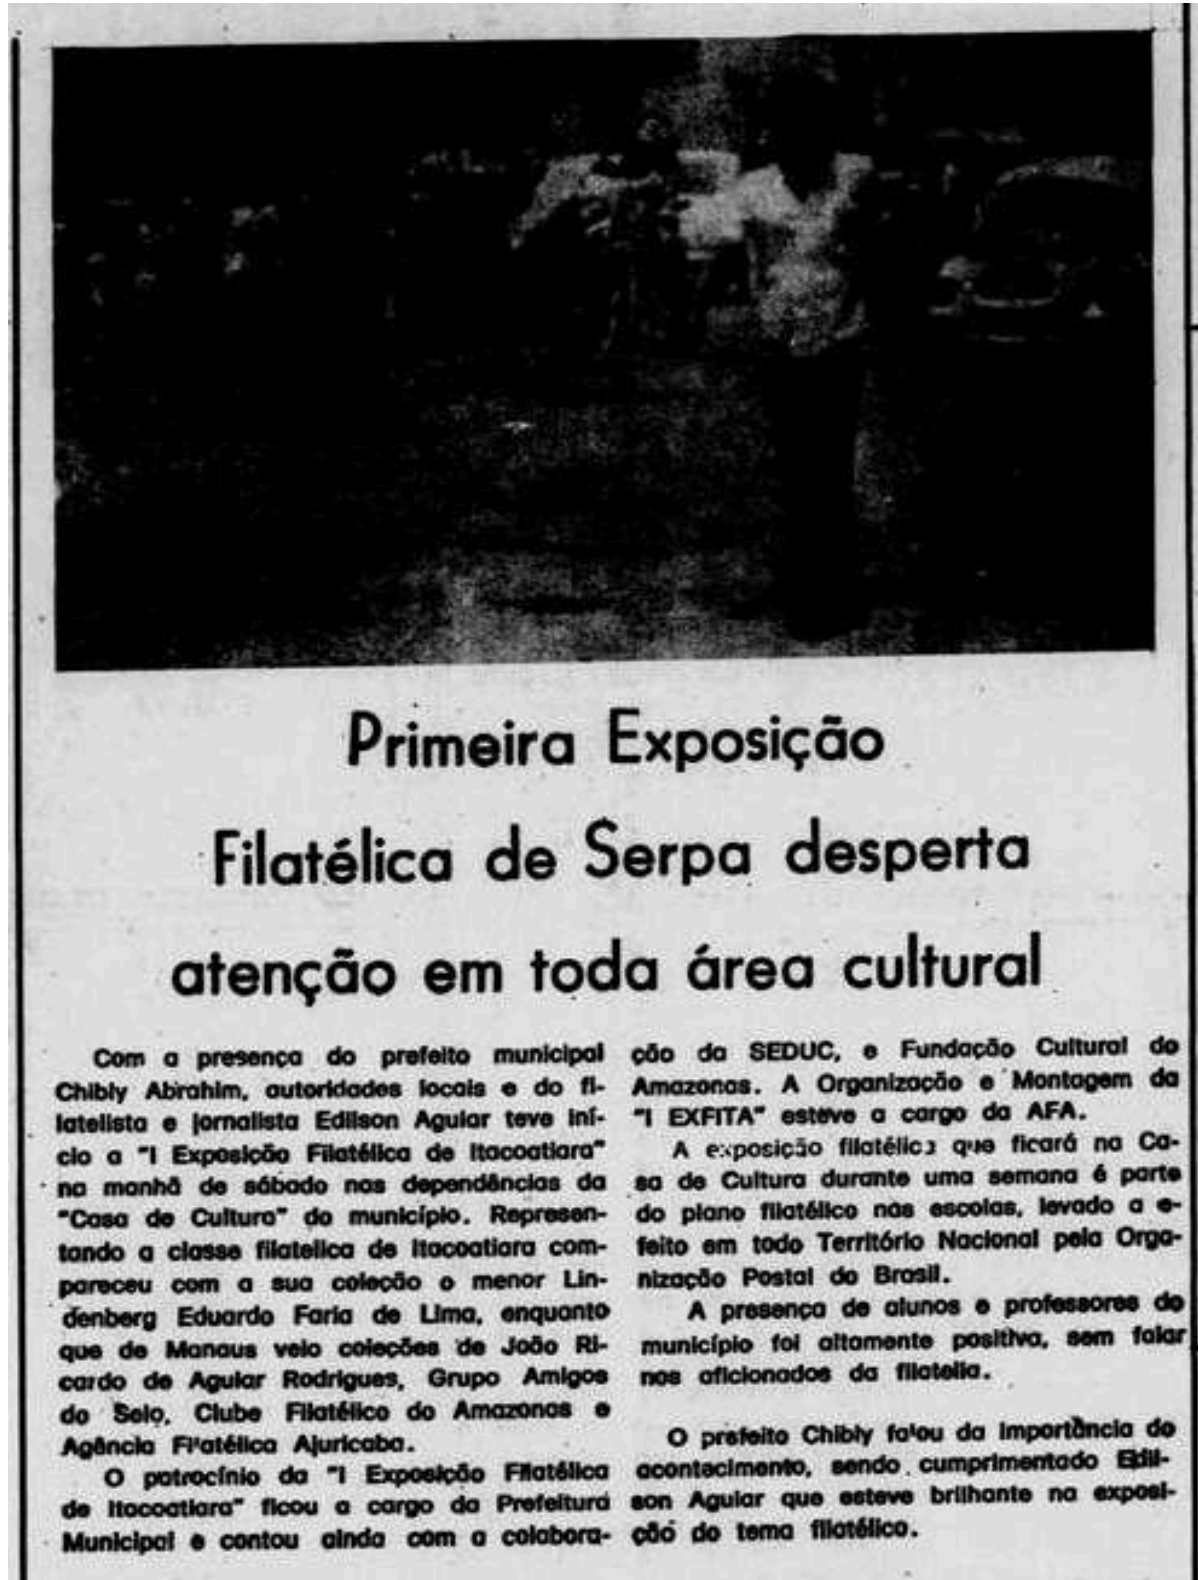 Primeira Exposição
Filatélica de Serpa desperta
atenção em toda área cultural
Com a presença do prefeito municipal
Chibly Abrahim, autoridades locais e do fi-
latelista e jornalista Edilson Aguiar teve iní-
cio a "I Exposição Filatélica de Itacoatiara"
na manhã de sábado nas dependências da
"Casa de Cultura" do município. Represen-
tando a classe filatelica de Itacoatiara com-
pareceu com a sua coleção o menor Lin-
denberg Eduardo Faria de Lima, enquanto
que de Manaus veio coleções de João Ri-
cardo de Aguiar Rodrigues, Grupo Amigos
do Selo, Clube Filatélico do Amazonas e
Agência Filatélica Ajuricaba.
O patrocínio da "I Exposição Filatélica
de Itacoatiara" ficou a cargo da Prefeitura
Municipal e contou ainda com a colabora-
ção da SEDUC, e Fundação Cultural do
Amazonas. A Organização e Montagem da
"I EXFITA" esteve a cargo da AFA.
A exposição filatélica que ficará na Ca-
sa de Cultura durante uma semana é parte
do plano filatélico nas escolas, levado a e-
feito em todo Território Nacional pela Orga-
nização Postal do Brasil.
A presença de alunos e professores do
município foi altamente positiva, sem falar
nos aficionados da filatelia.
O prefeito Chibly falou da importância do
acontecimento, sendo cumprimentado Edil-
son Aguiar que esteve brilhante na exposi-
ção do tema filatélico.